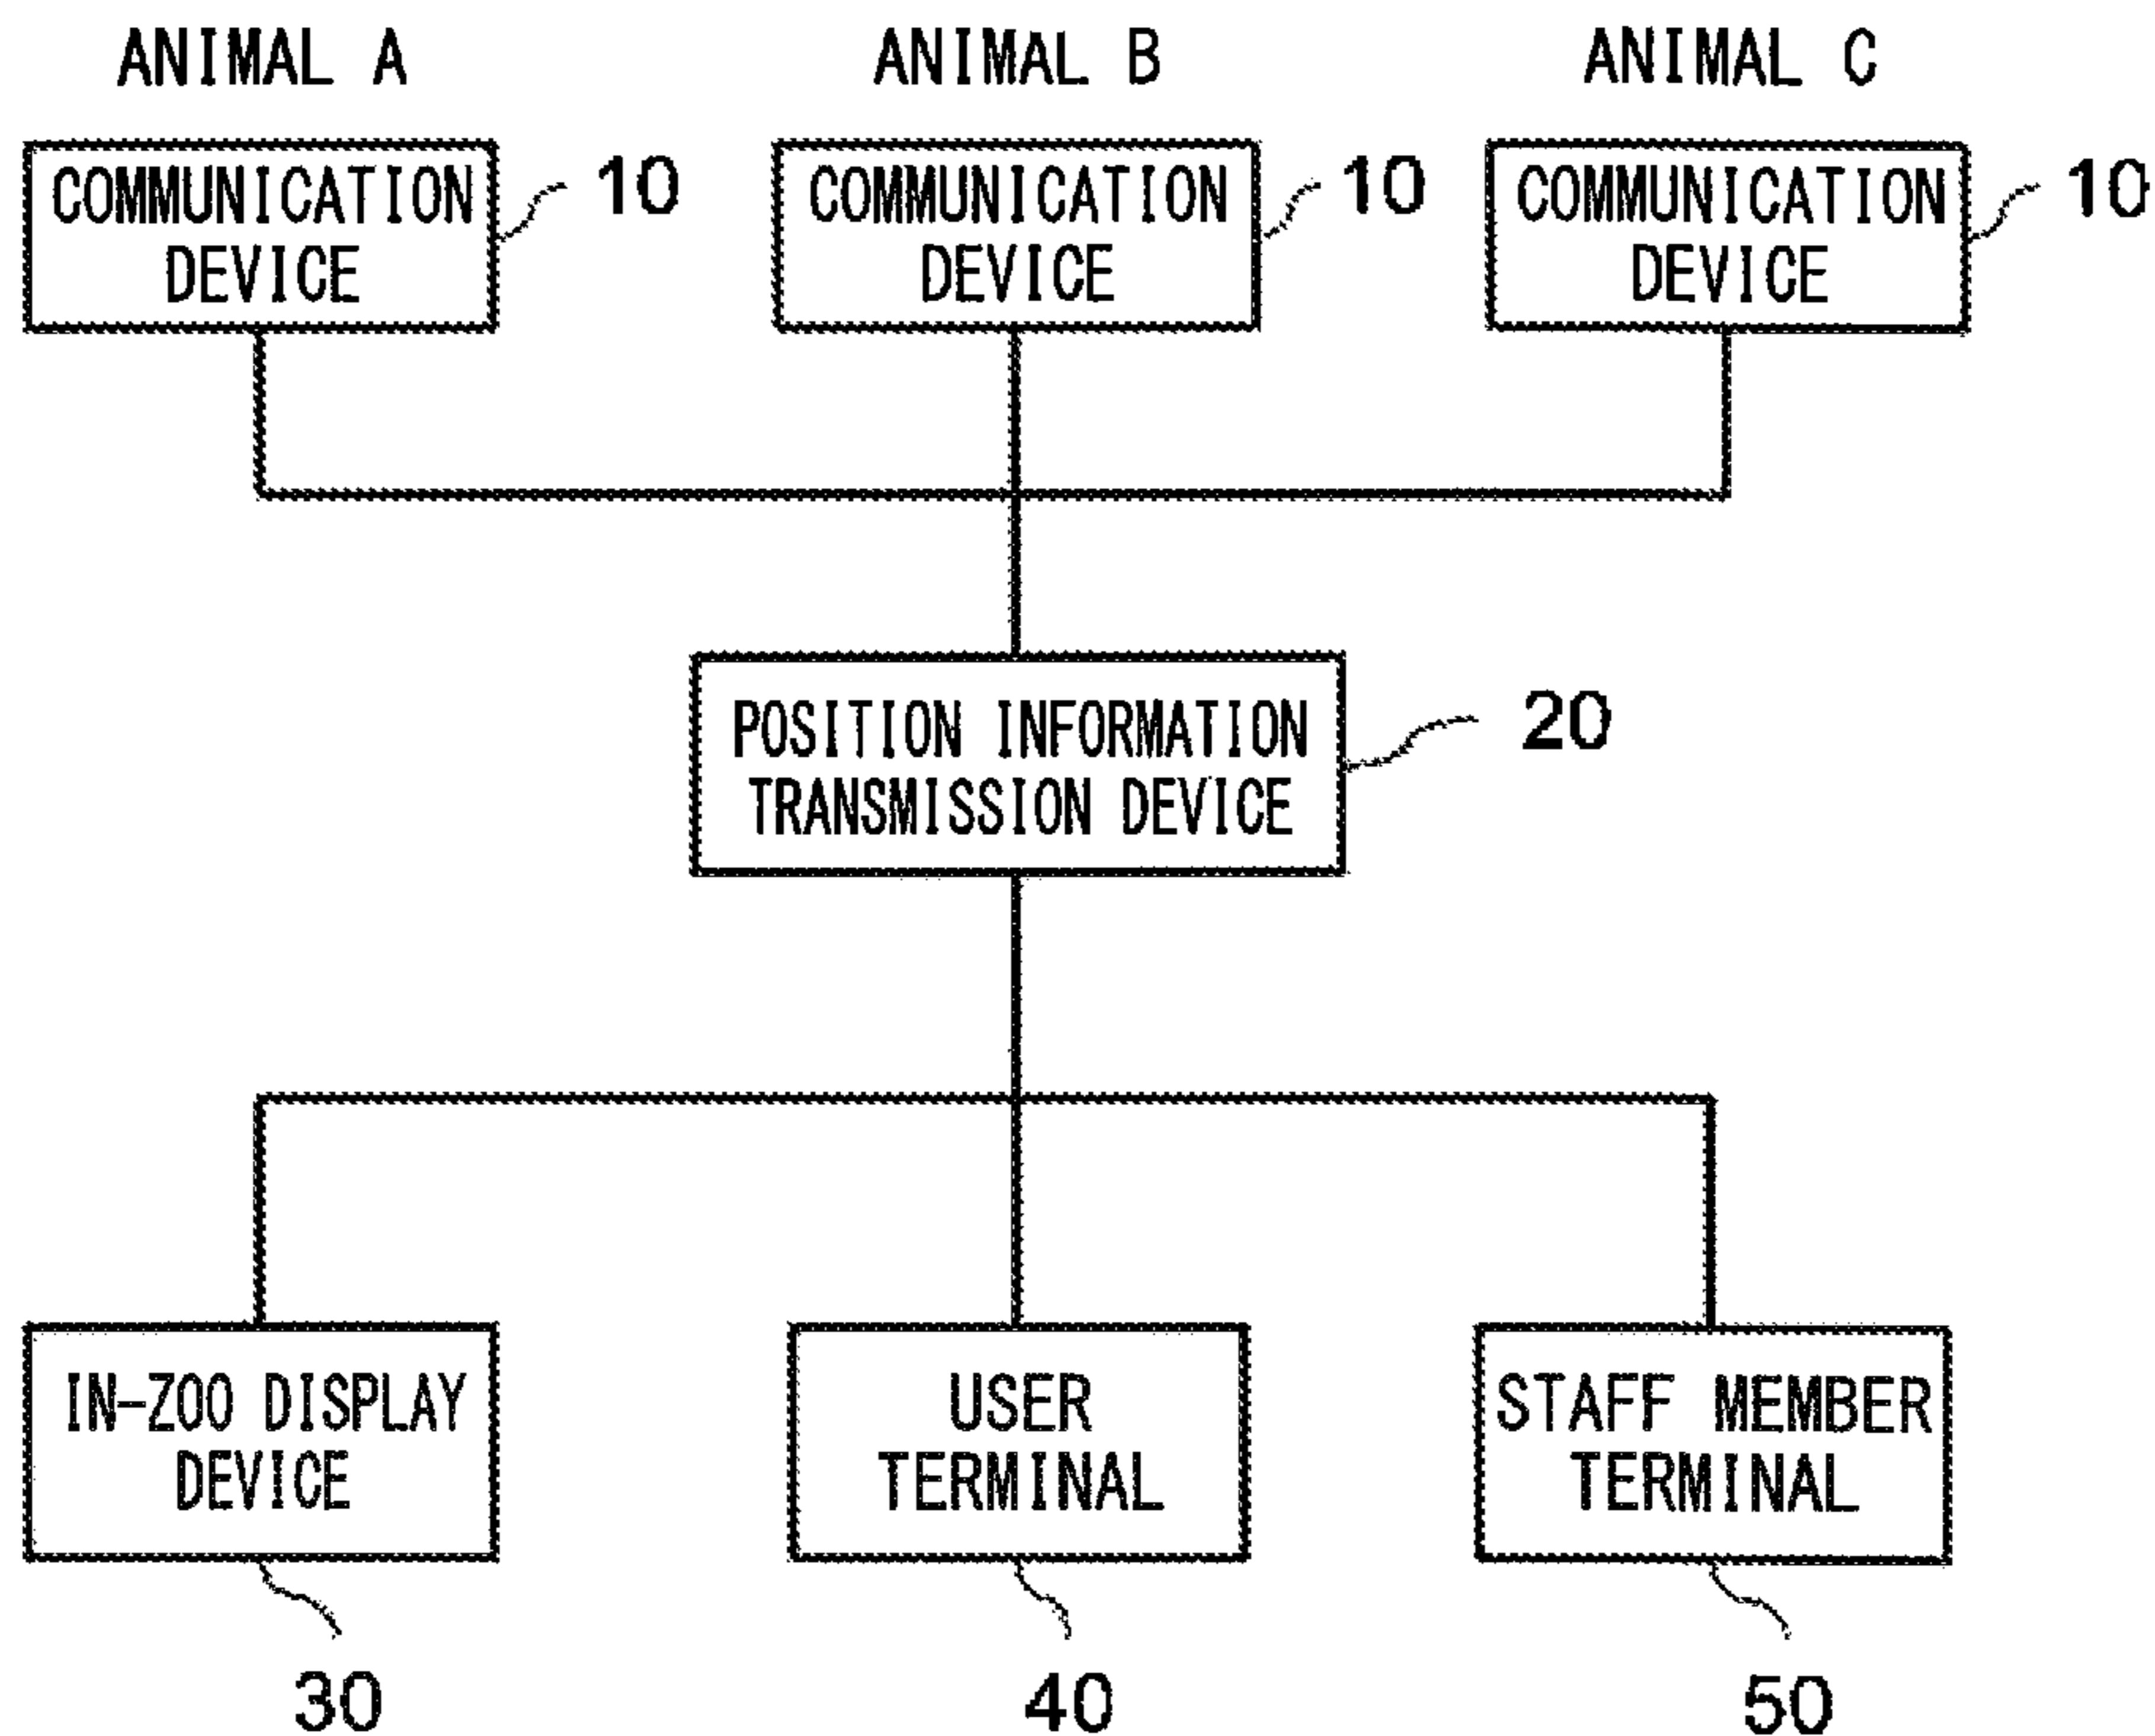 ANIMAL A
ANIMAL B
ANIMAL C
COMMUNICATION
DEVICE
10
COMMUNICATION
DEVICE
10
COMMUNICATION
DEVICE
10
POSITION INFORMATION
TRANSMISSION DEVICE
20
IN-ZOO DISPLAY
DEVICE
USER
TERMINAL
STAFF MEMBER
TERMINAL
30
40
50